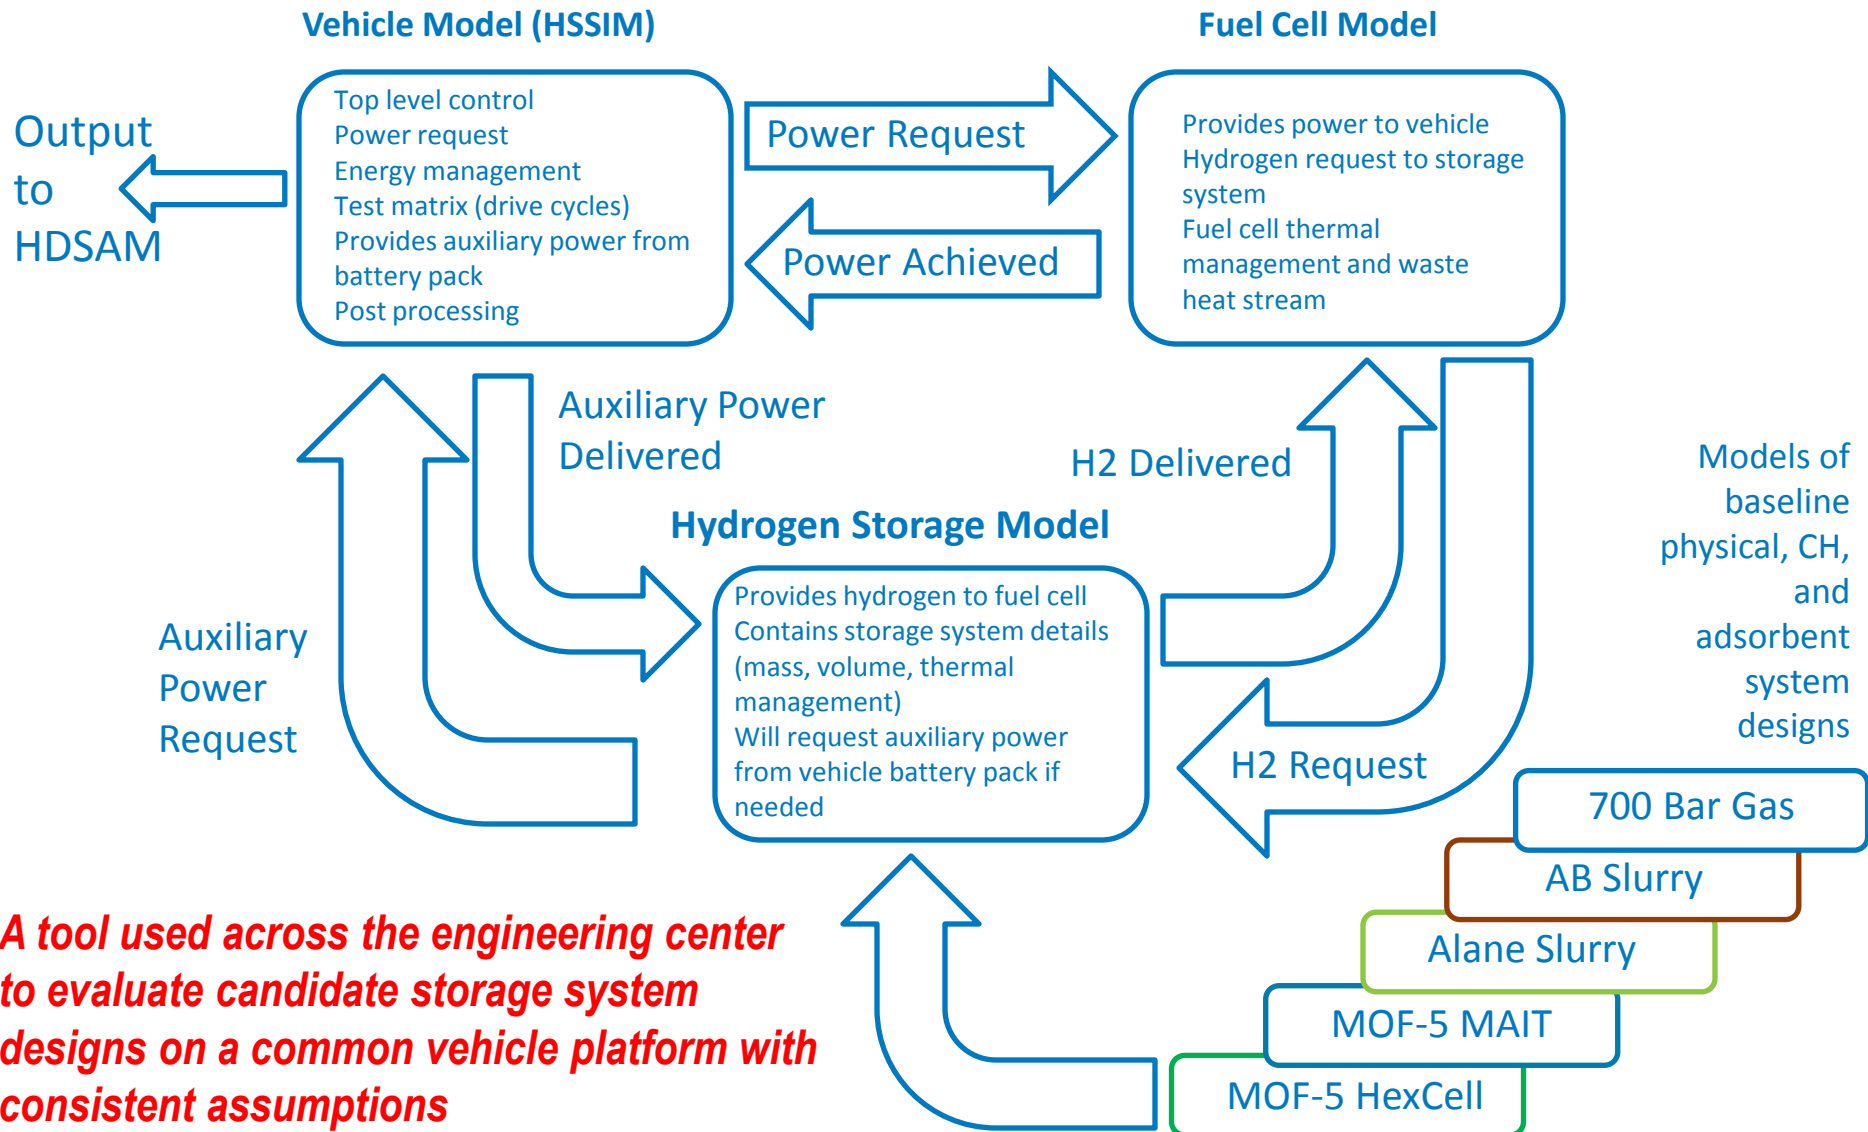 Vehicle Model (HSSIM)
Fuel Cell Model
Output
to
HDSAM
Top level control
Power request
Energy management
Test matrix (drive cycles)
Provides auxiliary power from
battery pack
Post processing
Power Request
Power Achieved
Provides power to vehicle
Hydrogen request to storage
system
Fuel cell thermal
management and waste
heat stream
Auxiliary Power
Delivered
H2 Delivered
Auxiliary
Power
Request
Hydrogen Storage Model
Provides hydrogen to fuel cell
Contains storage system details
(mass, volume, thermal
management)
Will request auxiliary power
from vehicle battery pack if
needed
H2 Request
Models of
baseline
physical, CH,
and
adsorbent
system
designs
700 Bar Gas
AB Slurry
Alane Slurry
MOF-5 MAIT
MOF-5 HexCell
A tool used across the engineering center
to evaluate candidate storage system
designs on a common vehicle platform with
consistent assumptions